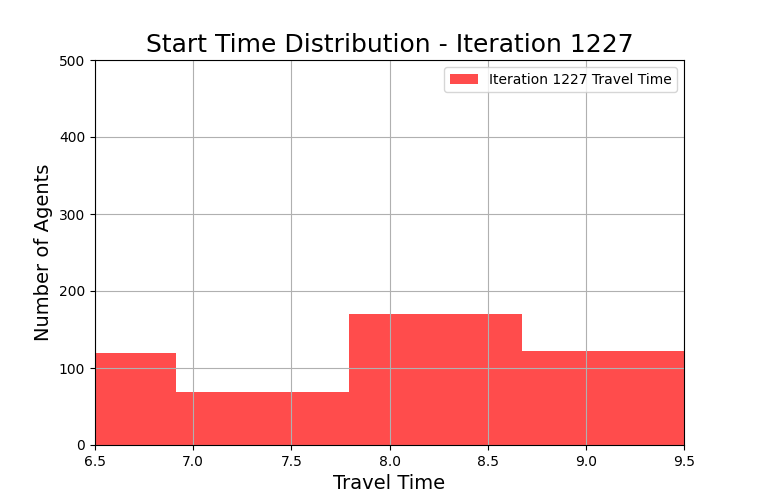 Start Time Distribution - Iteration 1227
Iteration 1227 Travel Time
Number of Agents
500
400
300
200
100
0
6.5 7.0 7.5 8.0 8.5 9.0 9.5
Travel Time